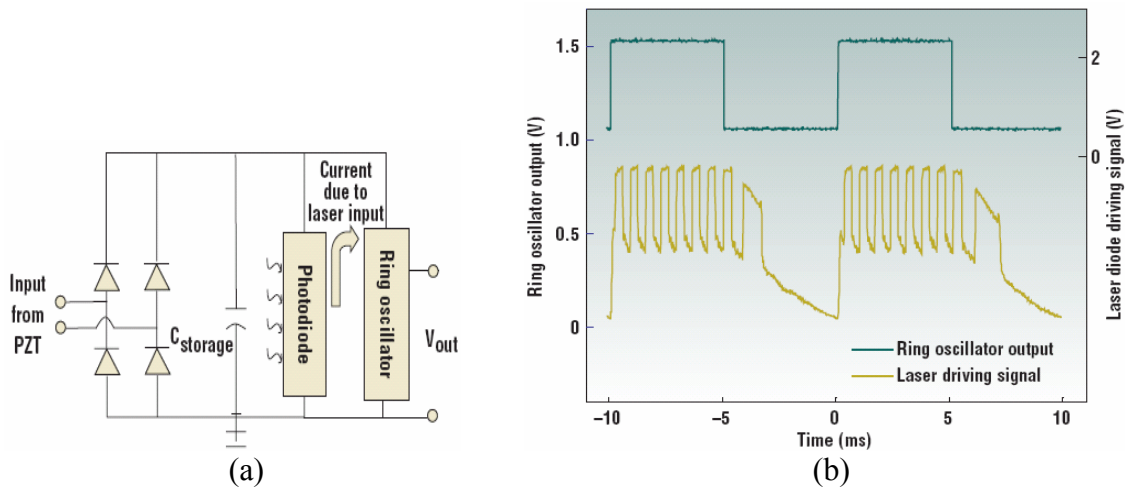 Input
from
PZT
C storage
Photodiode
Current
due to
laser input
Ring oscillator
V out
(a)
Ring oscillator output (V)
1.5
1.0
0.5
0
Laser diode driving signal (V)
2
0
Ring oscillator output
Laser driving signal
–10
–5
0
5
10
Time (ms)
(b)